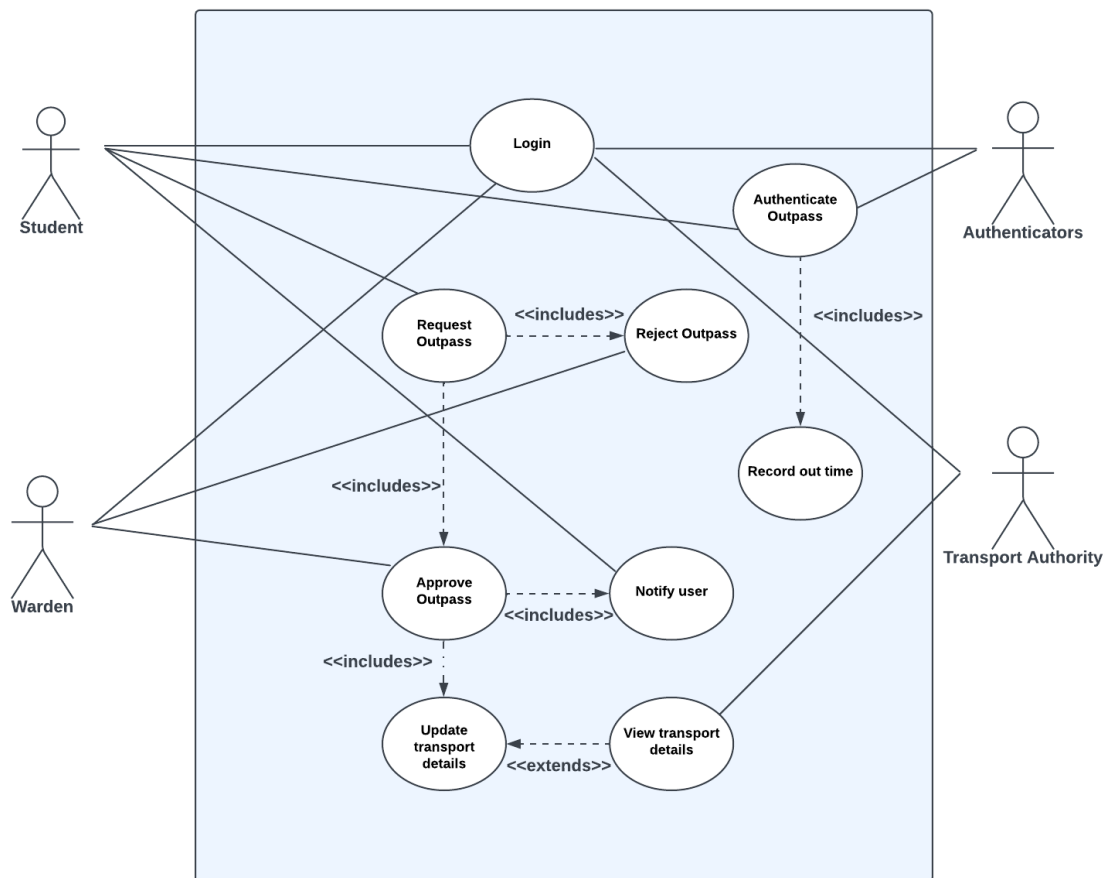 Login
Authenticate
Outpass
Student
Authenticators
<<includes>>
<<includes>>
Request
Outpass
Reject Outpass
Record out time
<<includes>>
Transport Authority
Approve
Outpass
Notify user
Warden
<<includes>>
<<includes>>
Update
transport
details
View transport
details
<<extends>>